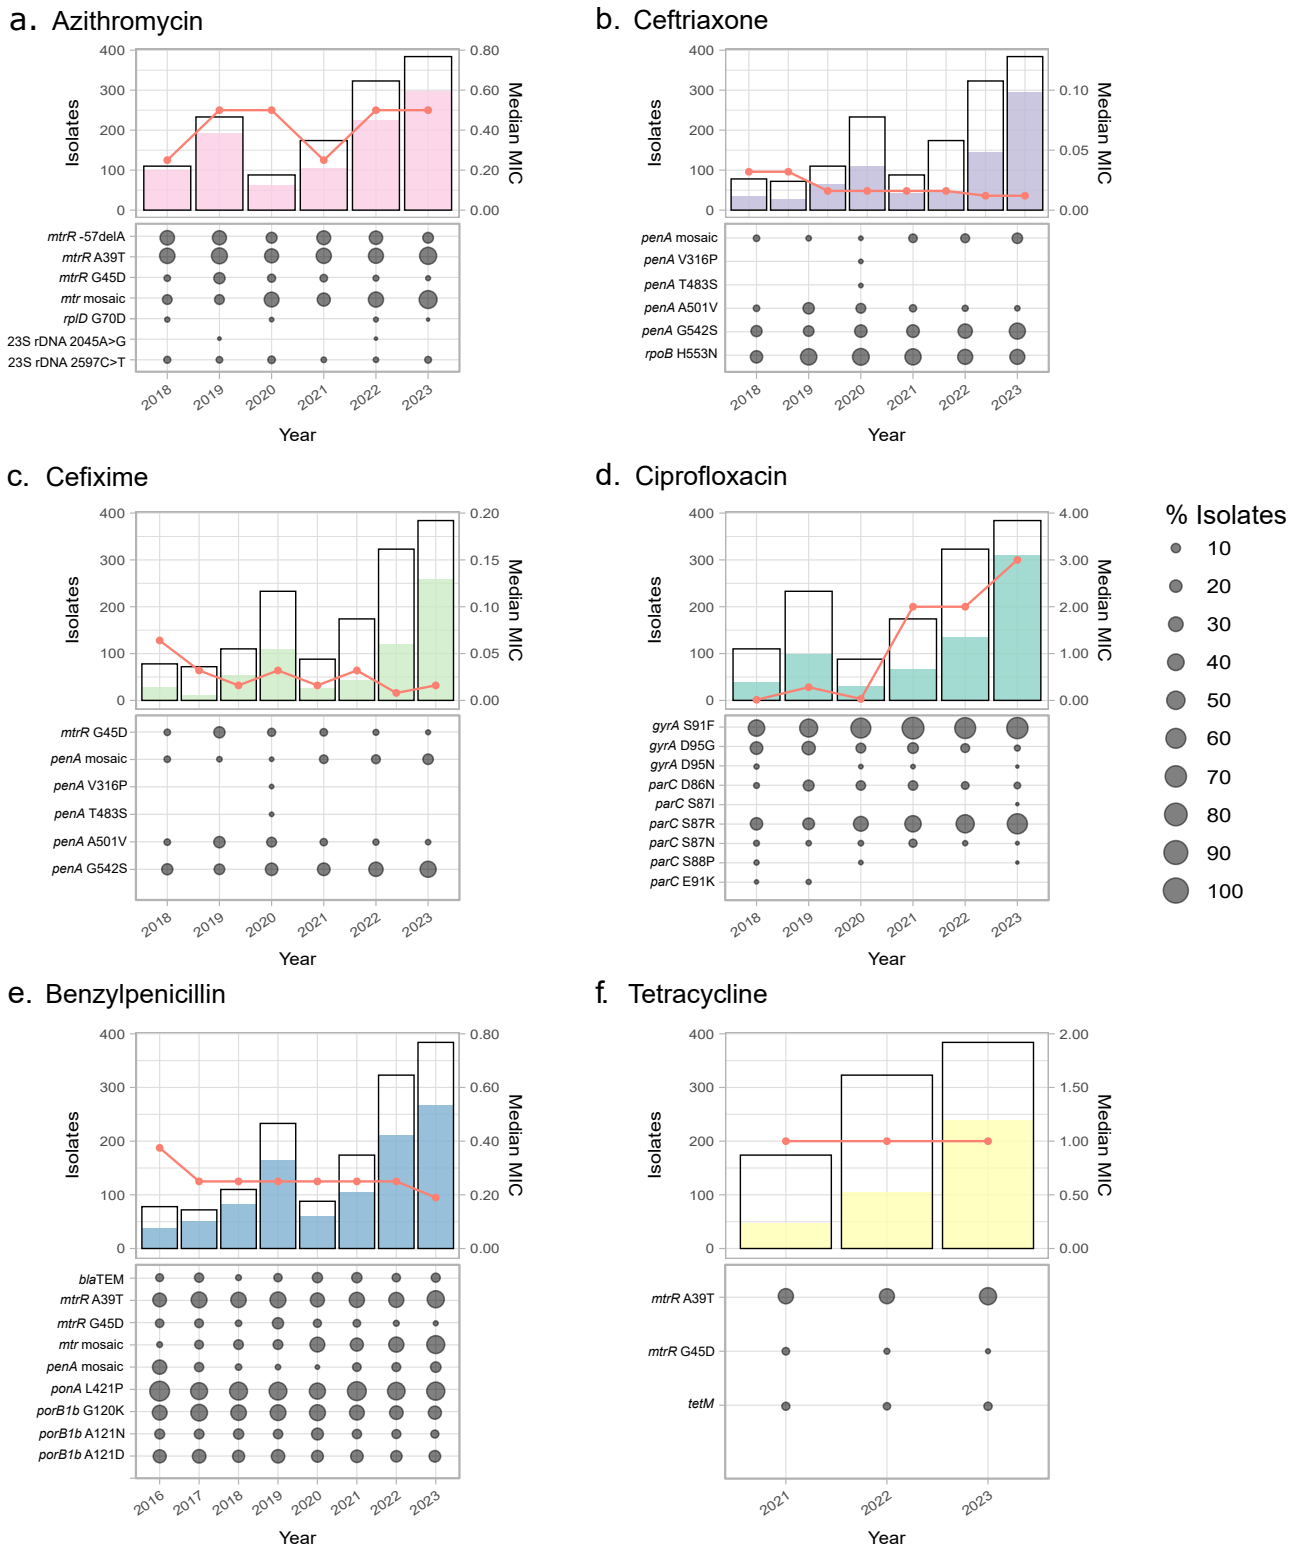 a. Azithromycin
400
300
200
100
0
Isolates
0.80
0.60
0.40
0.20
0.00
Median MIC
mtrR -57delA
mtrR A39T
mtrR G45D
mtr mosaic
rplD G70D
23S rDNA 2045A>G
23S rDNA 2597C>T
2018 2019 2020 2021 2022 2023
Year
b. Ceftriaxone
400
300
200
100
0
Isolates
0.10
0.05
0.00
Median MIC
penA mosaic
penA V316P
penA T483S
penA A501V
penA G542S
rpoB H553N
2018 2019 2020 2021 2022 2023
Year
c. Cefixime
400
300
200
100
0
Isolates
0.20
0.15
0.10
0.05
0.00
Median MIC
mtrR G45D
penA mosaic
penA V316P
penA T483S
penA A501V
penA G542S
2018 2019 2020 2021 2022 2023
Year
d. Ciprofloxacin
400
300
200
100
0
Isolates
4.00
3.00
2.00
1.00
0.00
Median MIC
gyrA S91F
gyrA D95G
gyrA D95N
parC D86N
parC S87I
parC S87R
parC S87N
parC S88P
parC E91K
2018 2019 2020 2021 2022 2023
Year
% Isolates
10
20
30
40
50
60
70
80
90
100
e. Benzylpenicillin
400
300
200
100
0
Isolates
0.80
0.60
0.40
0.20
0.00
Median MIC
blaTEM
mtrR A39T
mtrR G45D
mtr mosaic
penA mosaic
ponA L421P
porB1b G120K
porB1b A121N
porB1b A121D
2016 2017 2018 2019 2020 2021 2022 2023
Year
f. Tetracycline
400
300
200
100
0
Isolates
2.00
1.50
1.00
0.50
0.00
Median MIC
mtrR A39T
mtrR G45D
tetM
2021 2022 2023
Year